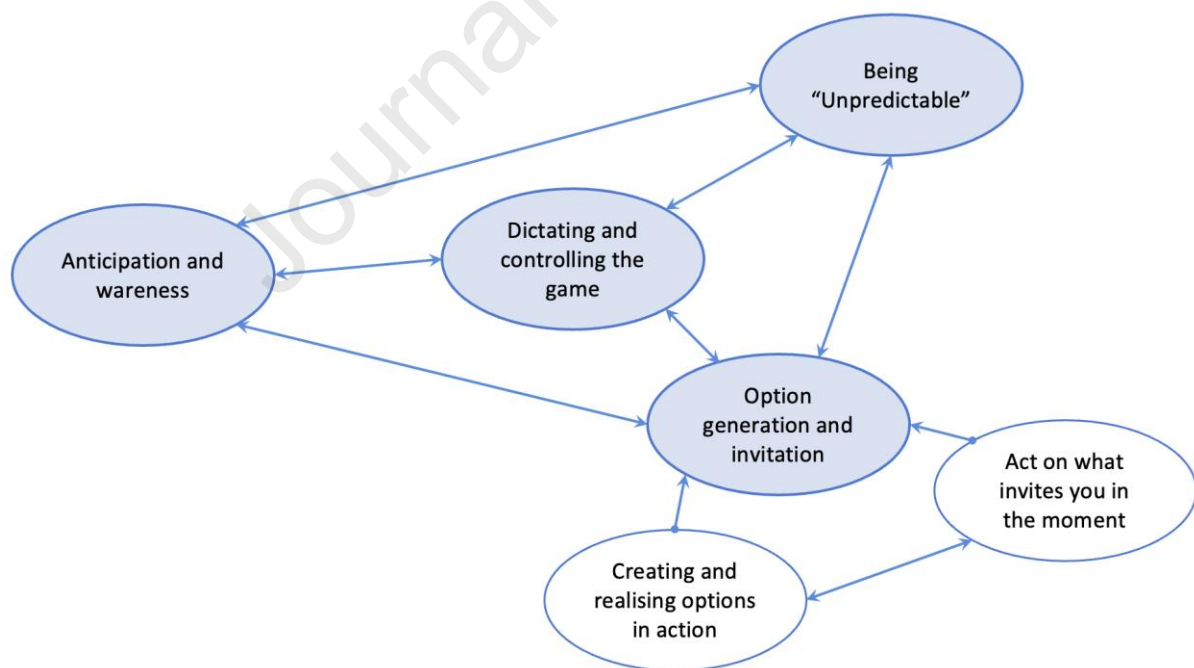 Journal
Being
“Unpredictable”
Dictating and
controlling the
game
Anticipation and
wareness
Option
generation and
invitation
Act on what
invites you in
the moment
Creating and
realising options
in action